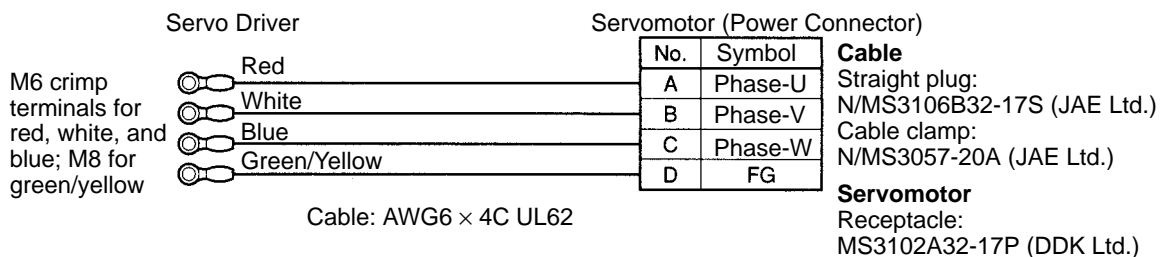 Servo Driver
Servomotor (Power Connector)
M6 crimp
terminals for
red, white, and
blue; M8 for
green/yellow
Red
White
Blue
Green/Yellow
No. Symbol
A Phase-U
B Phase-V
C Phase-W
D FG
Cable: AWG6 × 4C UL62
Cable
Straight plug:
N/MS3106B32-17S (JAE Ltd.)
Cable clamp:
N/MS3057-20A (JAE Ltd.)
Servomotor
Receptacle:
MS3102A32-17P (DDK Ltd.)